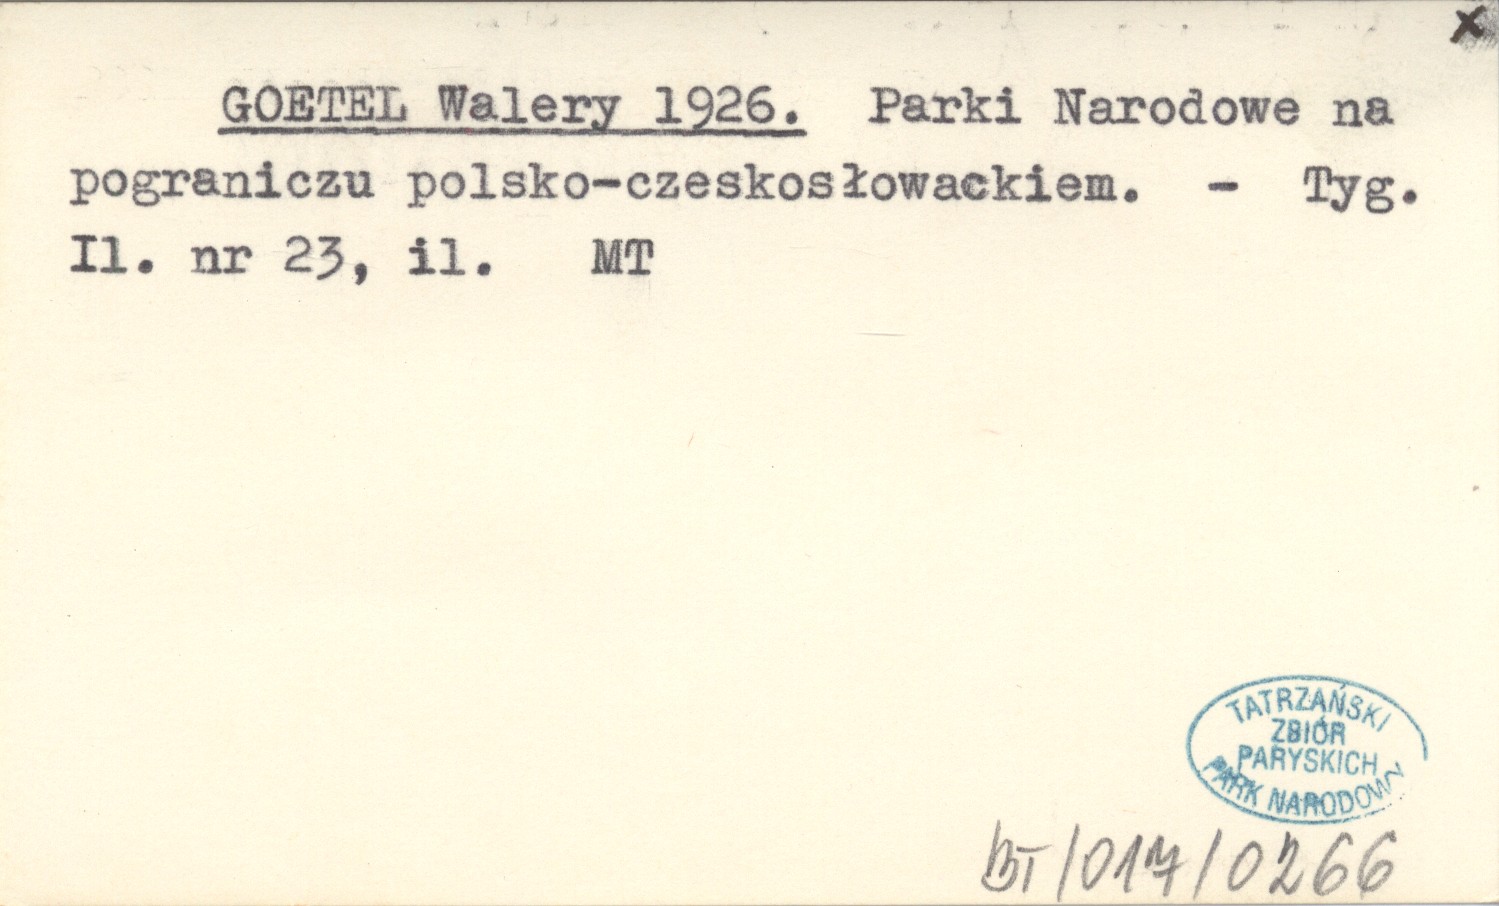 x
GOETEL Walery 1926. Parki Narodowe na
pograniczu polsko-czeskosłowackiem. - Tyg.
Il. nr 23, il. MT
TATRZAŃSKI
ZBIÓR
PARYSKICH
PARK NARODOWY
BT/017/0266